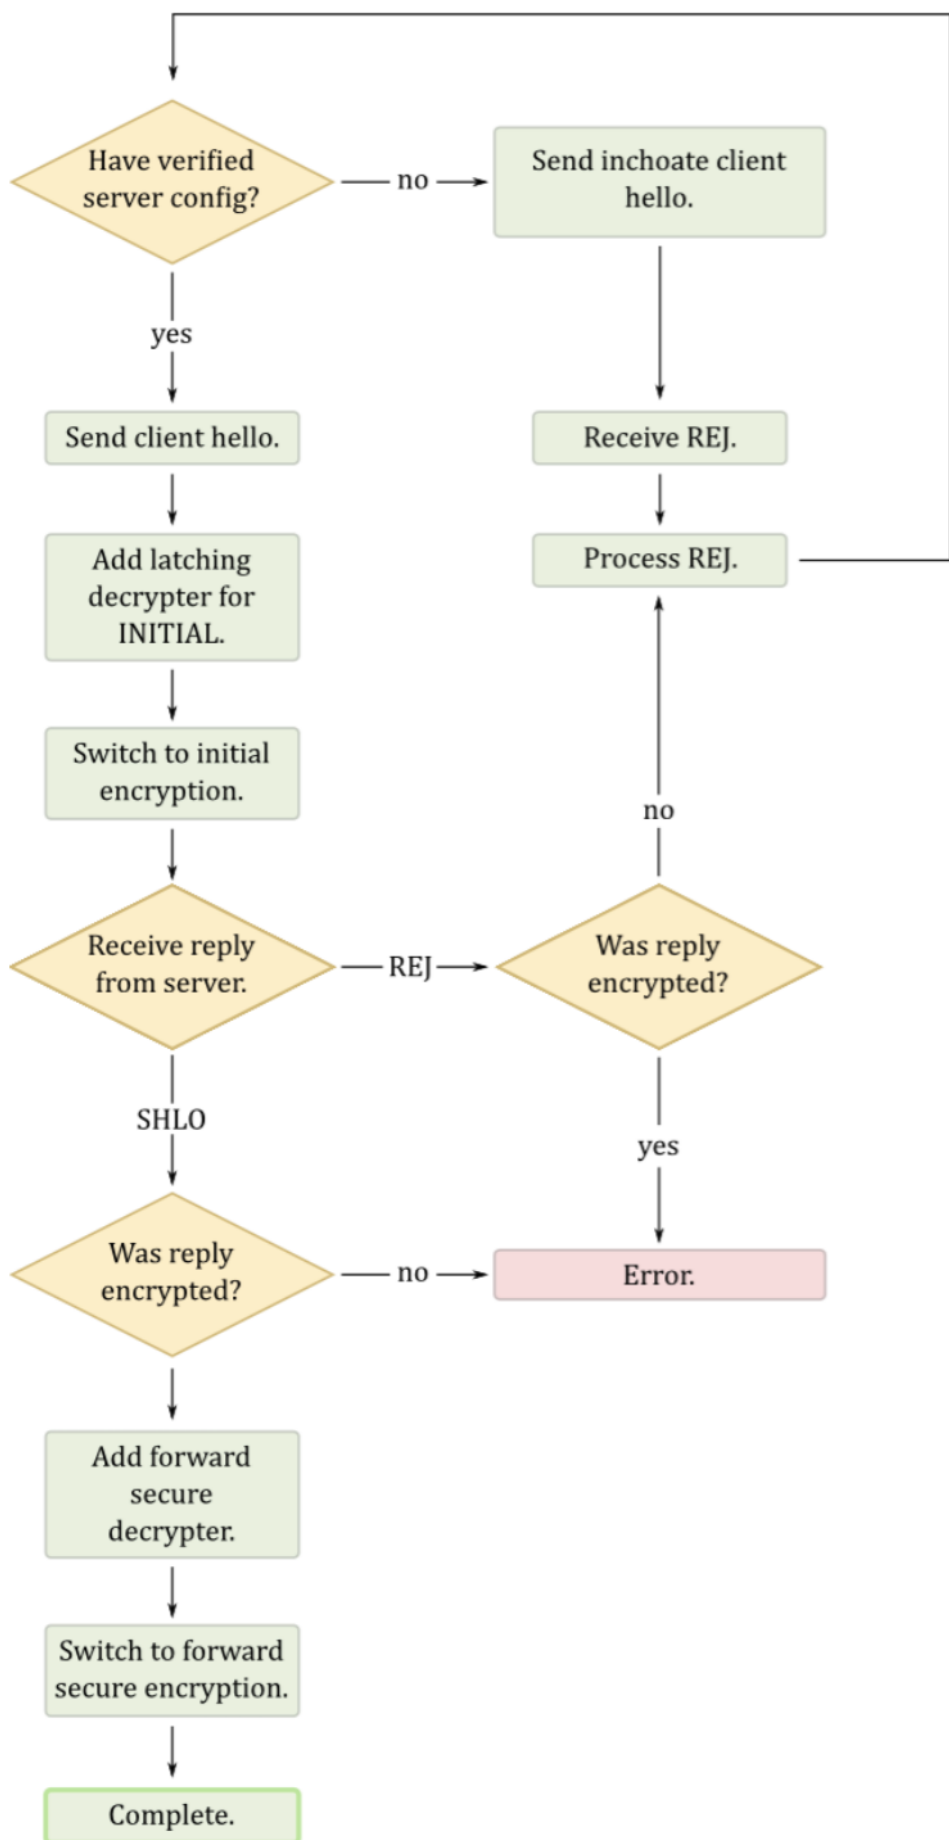 Have verified
server config?
no
Send inchoate client
hello.
yes
Send client hello.
Receive REJ.
Add latching
decrypter for
INITIAL.
Process REJ.
Switch to initial
encryption.
no
Receive reply
from server.
REJ
Was reply
encrypted?
SHLO
yes
Was reply
encrypted?
no
Error.
Add forward
secure
decrypter.
Switch to forward
secure encryption.
Complete.